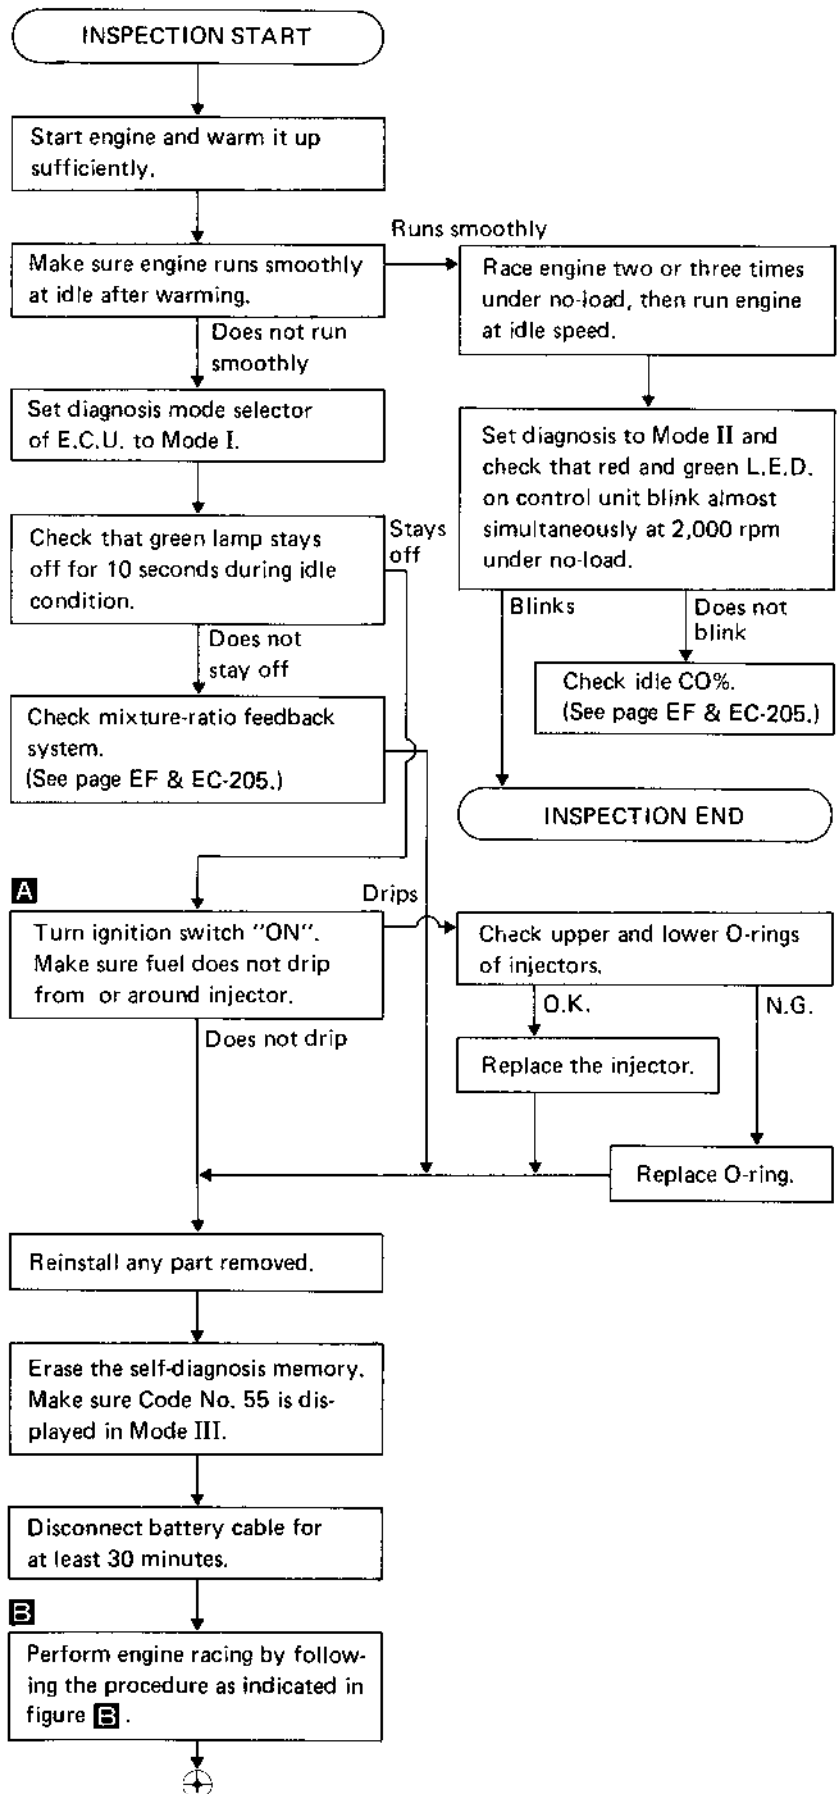 INSPECTION START
Start engine and warm it up
sufficiently.
Runs smoothly
Make sure engine runs smoothly
at idle after warming.
Race engine two or three times
under no-load, then run engine
at idle speed.
Does not run
smoothly
Set diagnosis mode selector
of E.C.U. to Mode I.
Set diagnosis to Mode II and
check that red and green L.E.D.
on control unit blink almost
simultaneously at 2,000 rpm
under no-load.
Check that green lamp stays
off for 10 seconds during idle
condition.
Stays
off
Blinks
Does not
blink
Does not
stay off
Check idle CO%.
(See page EF & EC-205.)
Check mixture-ratio feedback
system.
(See page EF & EC-205.)
INSPECTION END
A
Drips
Turn ignition switch "ON".
Make sure fuel does not drip
from or around injector.
Check upper and lower O-rings
of injectors.
O.K.
N.G.
Does not drip
Replace the injector.
Replace O-ring.
Reinstall any part removed.
Erase the self-diagnosis memory.
Make sure Code No. 55 is dis-
played in Mode III.
Disconnect battery cable for
at least 30 minutes.
B
Perform engine racing by follow-
ing the procedure as indicated in
figure B .